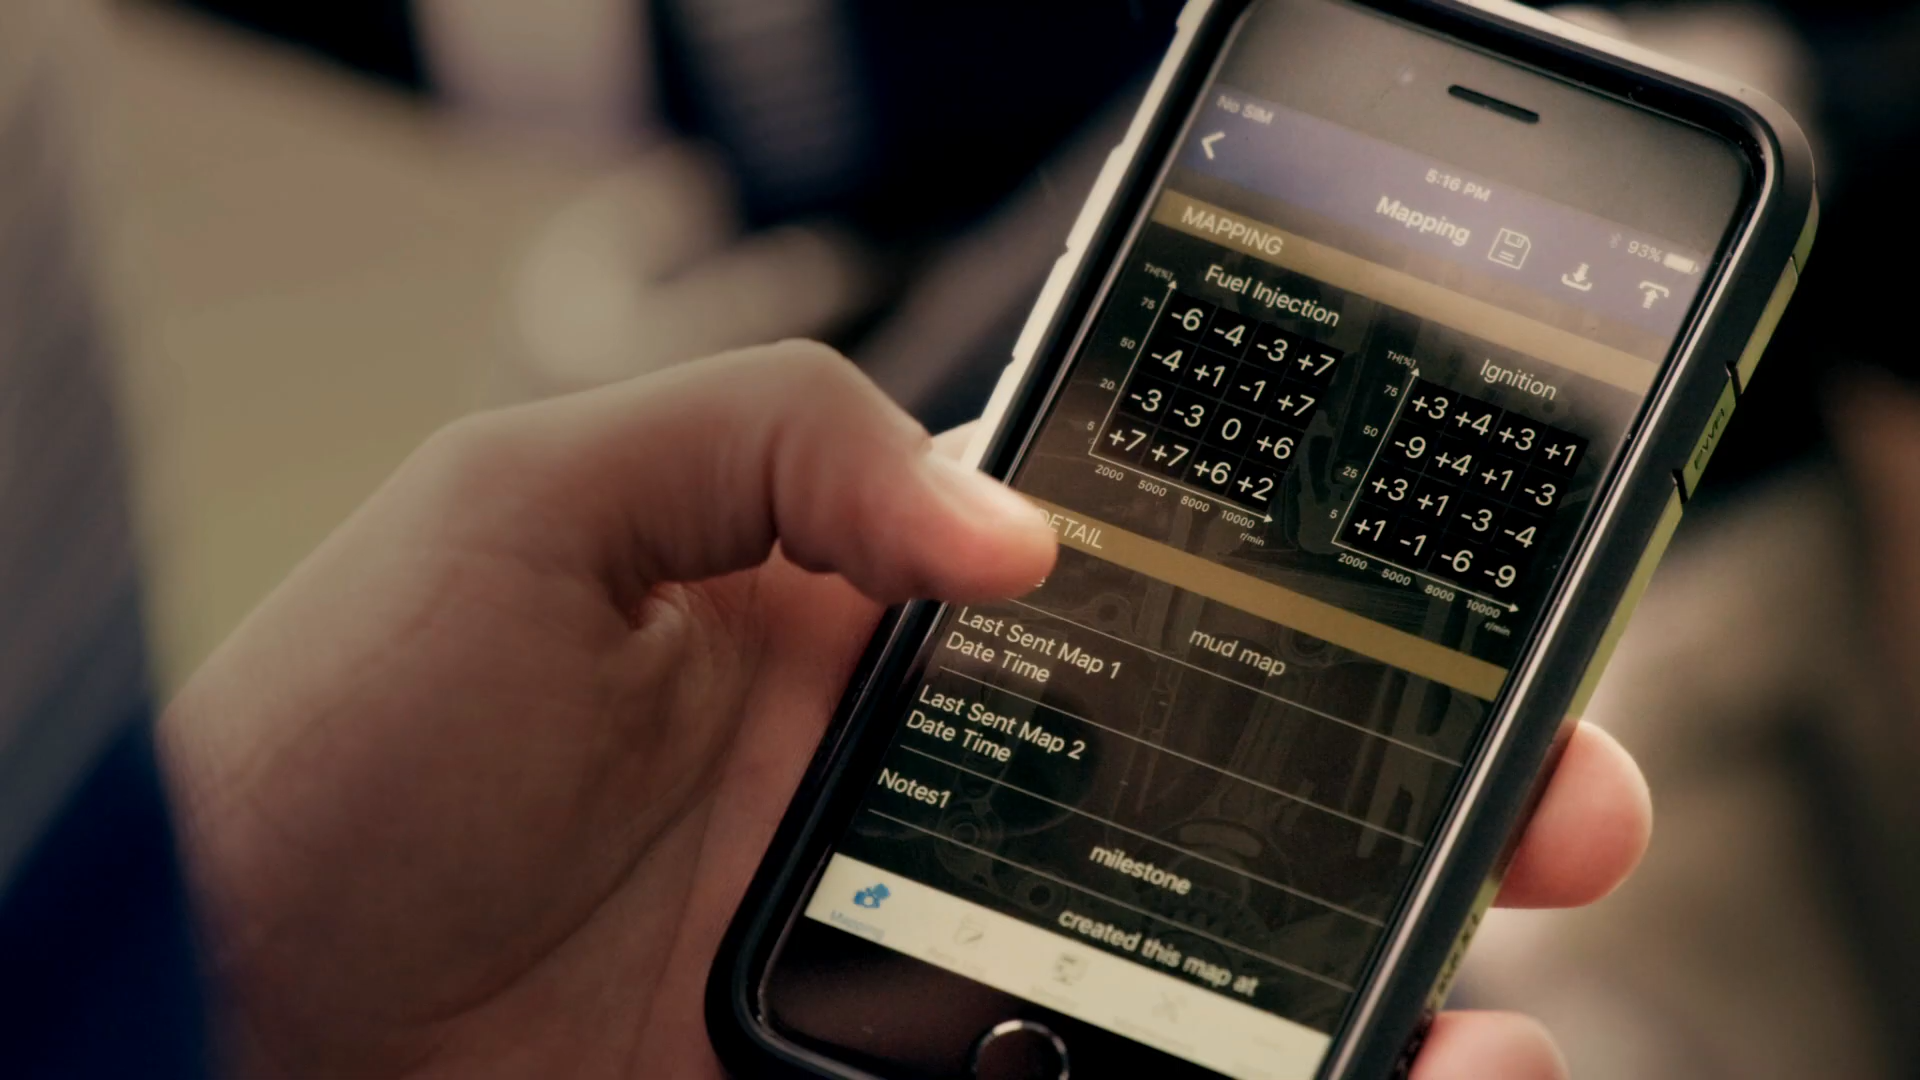 No SIM
5:16 PM
93%
Mapping
MAPPING
Fuel Injection
TH[%]
75
50
20
5
-6 -4 -3 +7
-4 +1 -1 +7
-3 -3 0 +6
+7 +7 +6 +2
2000 5000 8000 10000
r/min
Ignition
TH[%]
75
50
25
5
+3 +4 +3 +1
-9 +4 +1 -3
+3 +1 -3 -4
+1 -1 -6 -9
2000 5000 8000 10000
r/min
DETAIL
mud map
Last Sent Map 1
Date Time
Last Sent Map 2
Date Time
Notes1
milestone
created this map at
Mapping